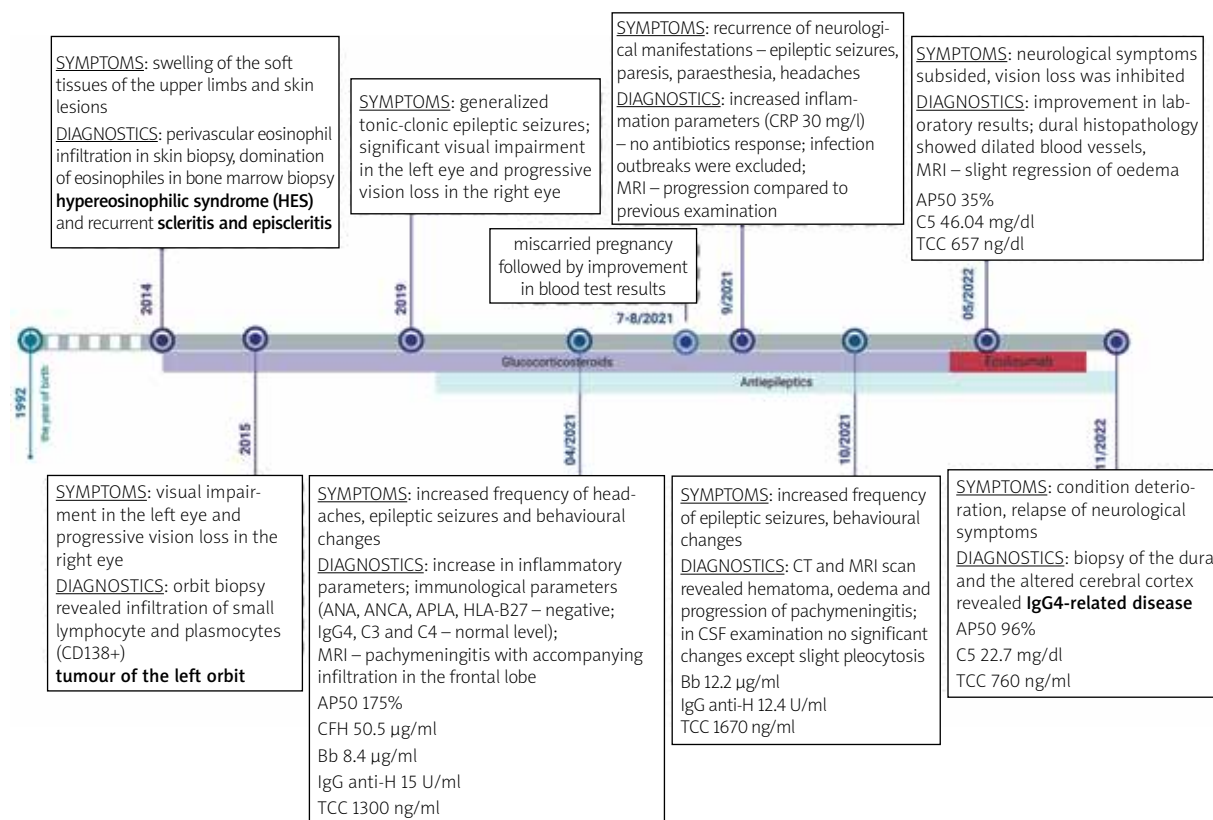 SYMPTOMS: swelling of the soft
tissues of the upper limbs and skin
lesions
DIAGNOSTICS: perivascular eosinophil
infiltration in skin biopsy, domination
of eosinophiles in bone marrow biopsy
hypereosinophilic syndrome (HES)
and recurrent scleritis and episcleritis
SYMPTOMS: generalized
tonic-clonic epileptic seizures;
significant visual impairment
in the left eye and progressive
vision loss in the right eye
miscarried pregnancy
followed by improvement
in blood test results
SYMPTOMS: recurrence of neurologi-
cal manifestations – epileptic seizures,
paresis, paraesthesia, headaches
DIAGNOSTICS: increased inflam-
mation parameters (CRP 30 mg/l)
– no antibiotics response; infection
outbreaks were excluded;
MRI – progression compared to
previous examination
SYMPTOMS: neurological symptoms
subsided, vision loss was inhibited
DIAGNOSTICS: improvement in lab-
oratory results; dural histopathology
showed dilated blood vessels,
MRI – slight regression of oedema
AP50 35%
C5 46.04 mg/dl
TCC 657 ng/dl
2014
2019
7-8/2021
9/2021
05/2022
Glucocorticosteroids
Eculizumab
Antiepileptics
1992
the year of birth
2015
04/2021
10/2021
11/2022
SYMPTOMS: visual impair-
ment in the left eye and
progressive vision loss in the
right eye
DIAGNOSTICS: orbit biopsy
revealed infiltration of small
lymphocyte and plasmocytes
(CD138+)
tumour of the left orbit
SYMPTOMS: increased frequency of head-
aches, epileptic seizures and behavioural
changes
DIAGNOSTICS: increase in inflammatory
parameters; immunological parameters
(ANA, ANCA, APLA, HLA-B27 – negative;
IgG4, C3 and C4 – normal level);
MRI – pachymeningitis with accompanying
infiltration in the frontal lobe
AP50 175%
CFH 50.5 µg/ml
Bb 8.4 µg/ml
IgG anti-H 15 U/ml
TCC 1300 ng/ml
SYMPTOMS: increased frequency
of epileptic seizures, behavioural
changes
DIAGNOSTICS: CT and MRI scan
revealed hematoma, oedema and
progression of pachymeningitis;
in CSF examination no significant
changes except slight pleocytosis
Bb 12.2 µg/ml
IgG anti-H 12.4 U/ml
TCC 1670 ng/ml
SYMPTOMS: condition deterio-
ration, relapse of neurological
symptoms
DIAGNOSTICS: biopsy of the dura
and the altered cerebral cortex
revealed IgG4-related disease
AP50 96%
C5 22.7 mg/dl
TCC 760 ng/ml